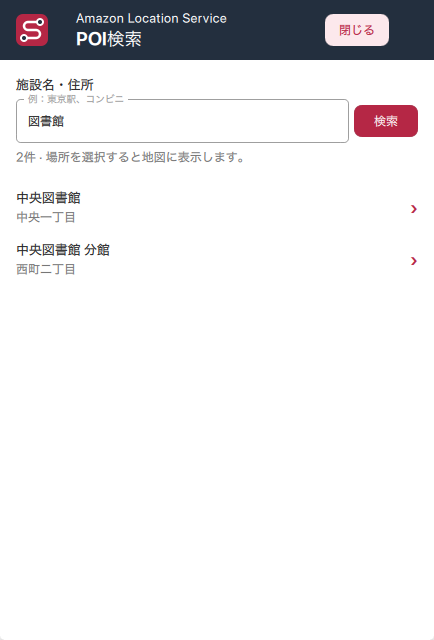 Amazon Location Service
POI検索
閉じる
施設名・住所
例：東京駅、コンビニ
図書館
検索
2件 · 場所を選択すると地図に表示します。
中央図書館
中央一丁目
中央図書館 分館
西町二丁目